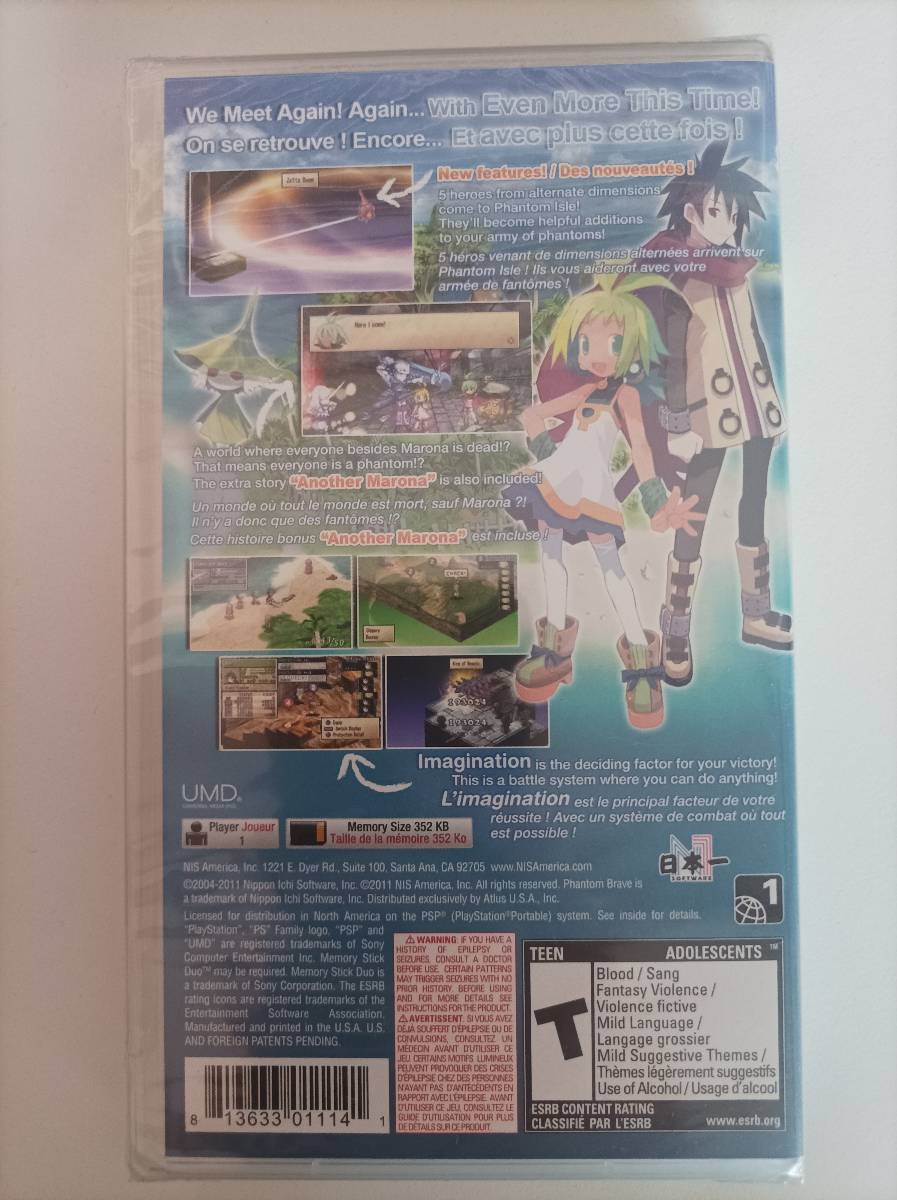 We Meet Again! Again... With Even More This Time!
On se retrouve ! Encore... Et avec plus cette fois !
New features! / Des nouveautés !
5 heroes from alternate dimensions
come to Phantom Isle!
They'll become helpful additions
to your army of phantoms!
5 héros venant de dimensions alternées arrivent sur
Phantom Isle ! Ils vous aideront avec votre
armée de fantômes !
Here I come!
A world where everyone besides Marona is dead!?
That means everyone is a phantom!?
The extra story "Another Marona" is also included!
Un monde où tout le monde est mort, sauf Marona ?!
Il n'y a donc que des fantômes !?
Cette histoire bonus "Another Marona" est incluse !
193024
193024
Imagination is the deciding factor for your victory!
This is a battle system where you can do anything!
L'imagination est le principal facteur de votre
réussite ! Avec un système de combat où tout
est possible !
UMD
Player Joueur
1
Memory Size 352 KB
Taille de la mémoire 352 Ko
NIS America, Inc. 1221 E. Dyer Rd., Suite 100, Santa Ana, CA 92705 www.NISAmerica.com
©2004-2011 Nippon Ichi Software, Inc. ©2011 NIS America, Inc. All rights reserved. Phantom Brave is
a trademark of Nippon Ichi Software, Inc. Distributed exclusively by Atlus U.S.A., Inc.
日本一
SOFTWARE
1
Licensed for distribution in North America on the PSP® (PlayStation®Portable) system. See inside for details.
"PlayStation", "PS" Family logo, "PSP" and
"UMD" are registered trademarks of Sony
Computer Entertainment Inc. Memory Stick
Duo™ may be required. Memory Stick Duo is
a trademark of Sony Corporation. The ESRB
rating icons are registered trademarks of the
Entertainment Software Association.
Manufactured and printed in the U.S.A. U.S.
AND FOREIGN PATENTS PENDING.
WARNING: IF YOU HAVE A
HISTORY OF EPILEPSY OR
SEIZURES, CONSULT A DOCTOR
BEFORE USE. CERTAIN PATTERNS
MAY TRIGGER SEIZURES WITH NO
PRIOR HISTORY. BEFORE USING
AND FOR MORE DETAILS SEE
INSTRUCTIONS FOR THE PRODUCT.
AVERTISSENT: SI VOUS AVEZ
DÉJÀ SOUFFERT D'ÉPILEPSIE OU DE
CONVULSIONS, CONSULTEZ UN
MÉDECIN AVANT D'UTILISER CE
JEU CERTAINS MOTIFS LUMINEUX
PEUVENT PROVOQUER DES CRISES
D'ÉPILEPSIE CHEZ DES PERSONNES
N'AYANT PAS D'ANTÉCÉDENTS EN
RAPPORT AVEC L'ÉPILEPSIE. AVANT
D'UTILISER CE JEU, CONSULTEZ LE
GUIDE D'UTILISATION POUR PLUS
DE DÉTAILS SUR CE PRODUIT.
TEEN ADOLESCENTS ™
T
Blood / Sang
Fantasy Violence /
Violence fictive
Mild Language /
Langage grossier
Mild Suggestive Themes /
Thèmes légèrement suggestifs
Use of Alcohol / Usage d'alcool
ESRB CONTENT RATING
CLASSIFIÉ PAR L'ESRB www.esrb.org
8 13633 01114 1